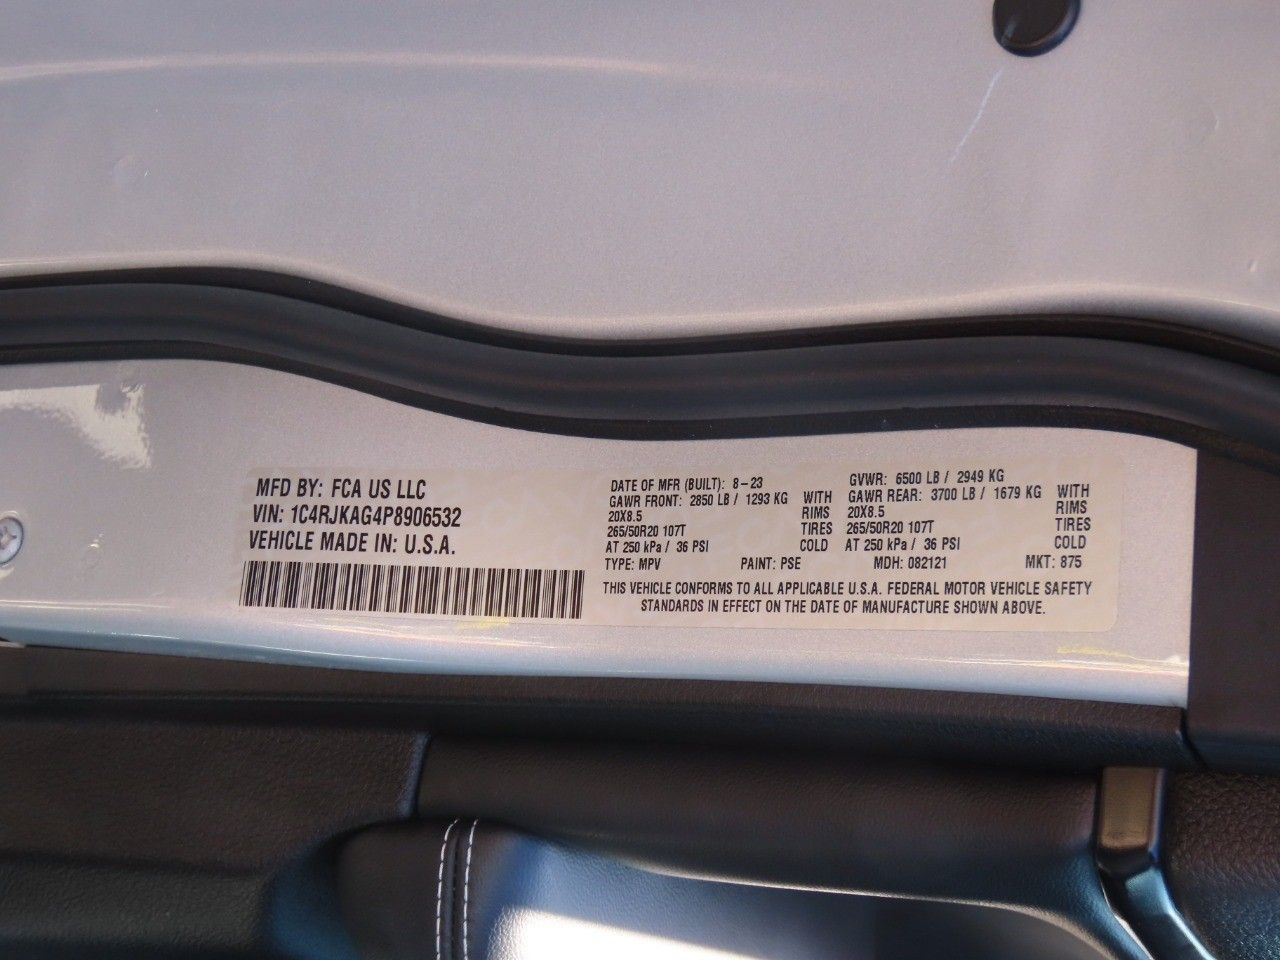 MFD BY: FCA US LLC
VIN: 1C4RJKAG4P8906532
VEHICLE MADE IN: U.S.A.
DATE OF MFR (BUILT): 8-23 GVWR: 6500 LB / 2949 KG
GAWR FRONT: 2850 LB / 1293 KG WITH GAWR REAR: 3700 LB / 1679 KG WITH
20X8.5 RIMS 20X8.5 RIMS
265/50R20 107T TIRES 265/50R20 107T TIRES
AT 250 kPa / 36 PSI COLD AT 250 kPa / 36 PSI COLD
TYPE: MPV PAINT: PSE MDH: 082121 MKT: 875
THIS VEHICLE CONFORMS TO ALL APPLICABLE U.S.A. FEDERAL MOTOR VEHICLE SAFETY
STANDARDS IN EFFECT ON THE DATE OF MANUFACTURE SHOWN ABOVE.